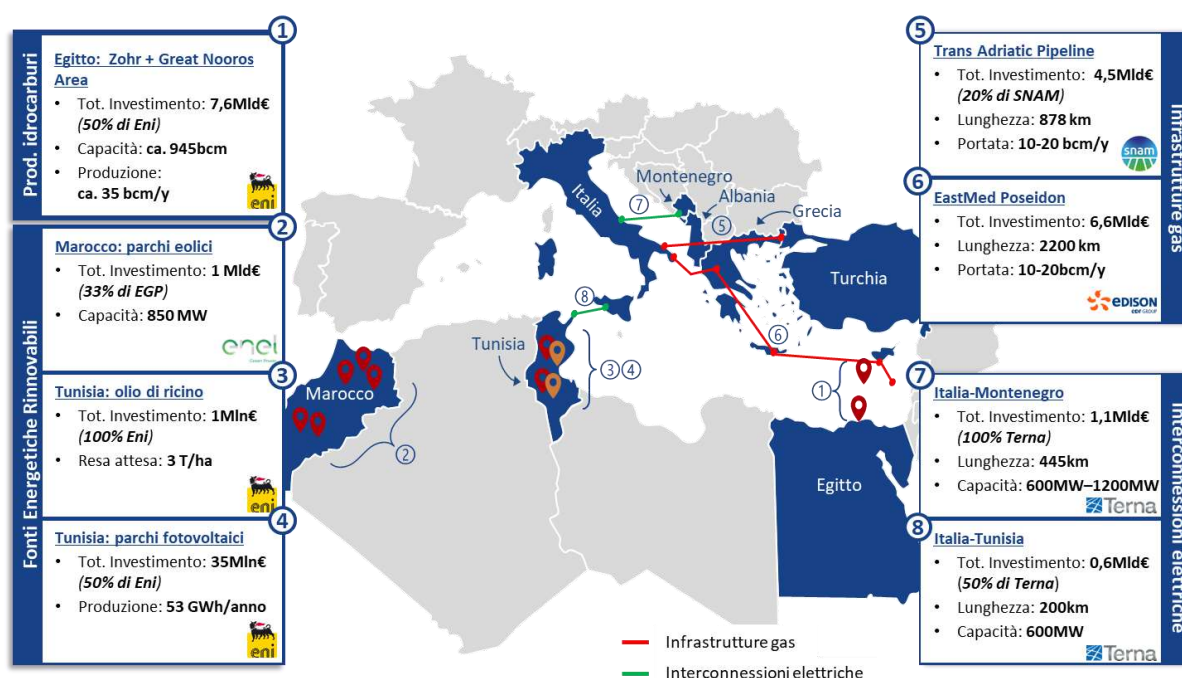 Prod. idrocarburi
1
Egitto: Zohr + Great Nooros
Area
• Tot. Investimento: 7,6Mld€
(50% di Eni)
• Capacità: ca. 945bcm
• Produzione:
ca. 35 bcm/y
eni
Fonti Energetiche Rinnovabili
2
Marocco: parchi eolici
• Tot. Investimento: 1 Mld€
(33% di EGP)
• Capacità: 850 MW
enel
Green Power
3
Tunisia: olio di ricino
• Tot. Investimento: 1Mln€
(100% Eni)
• Resa attesa: 3 T/ha
eni
4
Tunisia: parchi fotovoltaici
• Tot. Investimento: 35Mln€
(50% di Eni)
• Produzione: 53 GWh/anno
eni
Italia
Montenegro
Albania
Grecia
Turchia
Tunisia
Marocco
Egitto
7
5
8
6
3 4
1
2
Infrastrutture gas
Interconnessioni elettriche
Infrastrutture gas
5
Trans Adriatic Pipeline
• Tot. Investimento: 4,5Mld€
(20% di SNAM)
• Lunghezza: 878 km
• Portata: 10-20 bcm/y
snam
6
EastMed Poseidon
• Tot. Investimento: 6,6Mld€
• Lunghezza: 2200 km
• Portata: 10-20bcm/y
EDISON
EDF GROUP
Interconnessioni elettriche
7
Italia-Montenegro
• Tot. Investimento: 1,1Mld€
(100% Terna)
• Lunghezza: 445km
• Capacità: 600MW–1200MW
Terna
8
Italia-Tunisia
• Tot. Investimento: 0,6Mld€
(50% di Terna)
• Lunghezza: 200km
• Capacità: 600MW
Terna